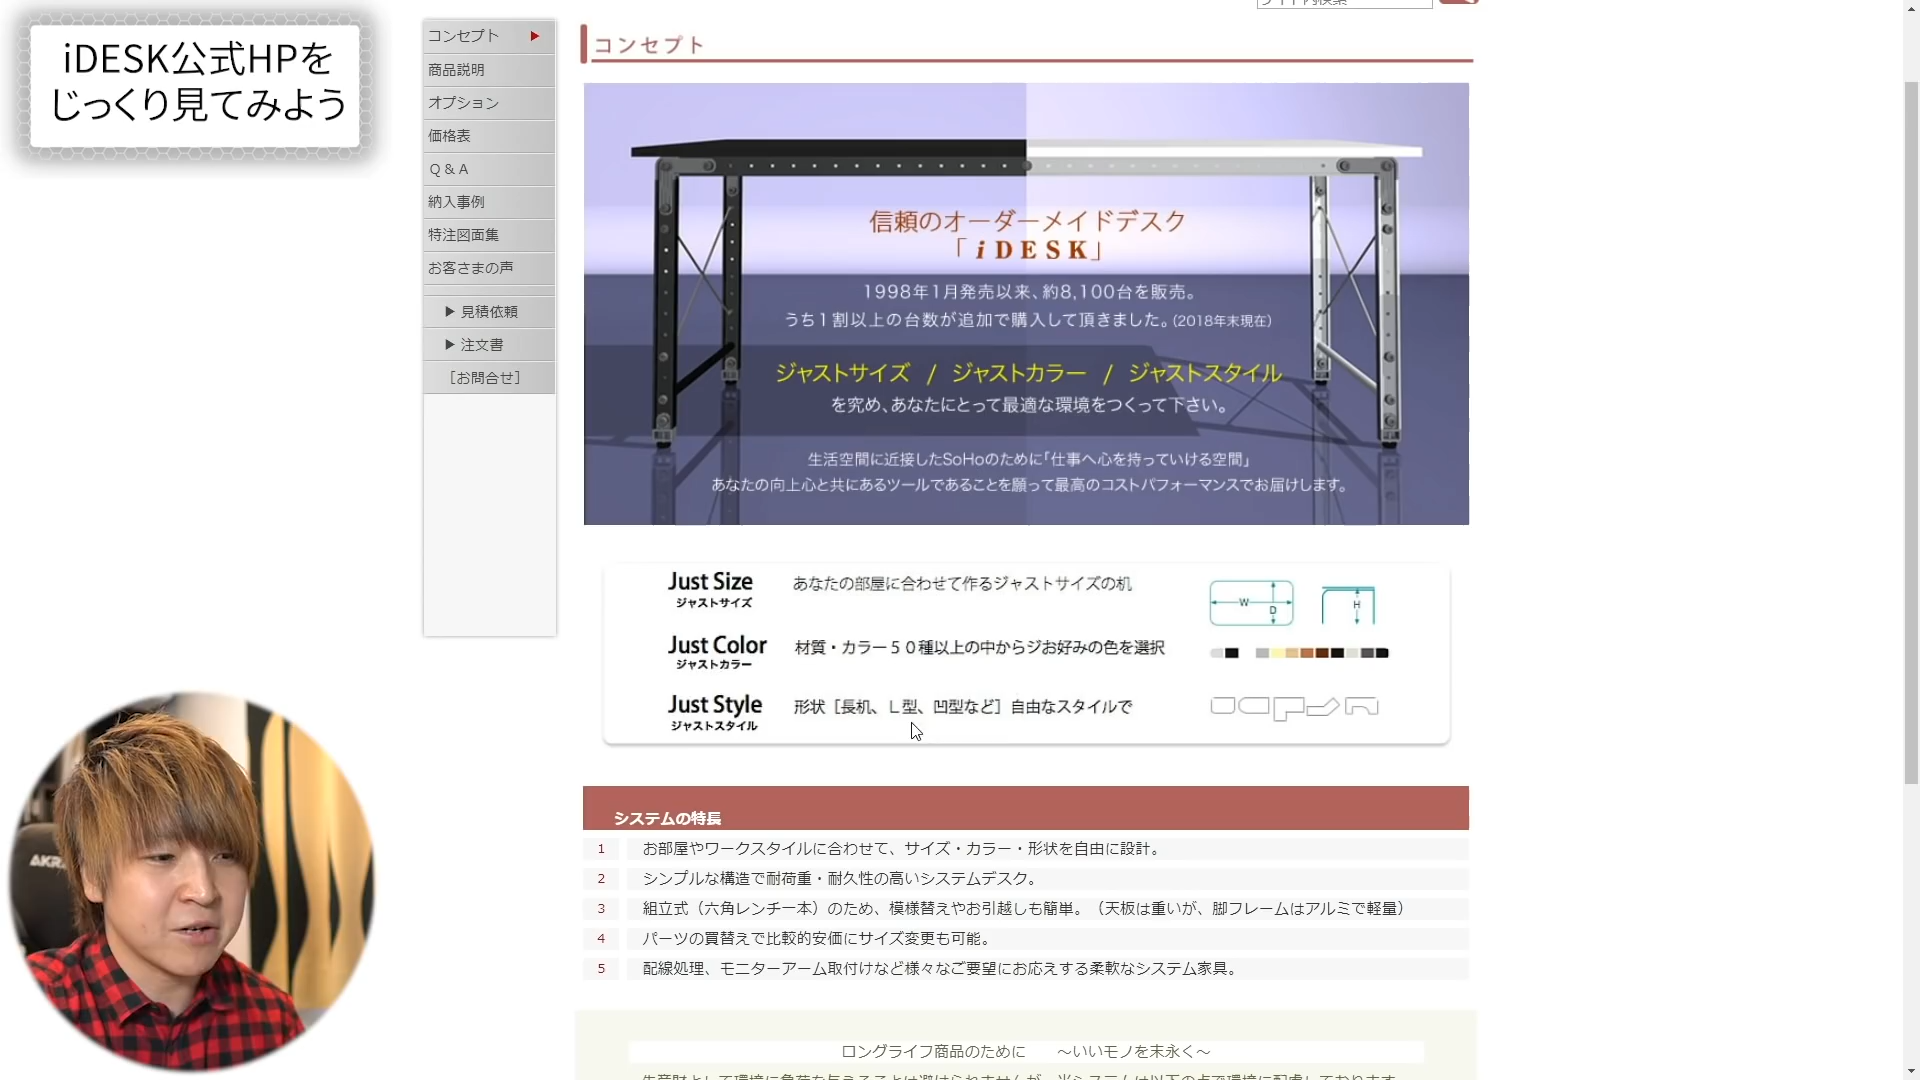 iDESK公式HPを
じっくり見てみよう
コンセプト
商品説明
オプション
価格表
Q & A
納入事例
特注図面集
お客さまの声
▶ 見積依頼
▶ 注文書
[お問合せ]
コンセプト
信頼のオーダーメイドデスク
「iDESK」
1998年1月発売以来、約8,100台を販売。
うち1割以上の台数が追加で購入して頂きました。(2018年末現在)
ジャストサイズ / ジャストカラー / ジャストスタイル
を究め、あなたにとって最適な環境をつくって下さい。
生活空間に近接したSoHoのために「仕事へ心を持っていける空間」
あなたの向上心と共にあるツールであることを願って最高のコストパフォーマンスでお届けします。
Just Size あなたの部屋に合わせて作るジャストサイズの机
ジャストサイズ
W D H
Just Color 材質・カラー50種以上の中からジお好みの色を選択
ジャストカラー
Just Style 形状[長机、L型、凹型など]自由なスタイルで
ジャストスタイル
システムの特長
1 お部屋やワークスタイルに合わせて、サイズ・カラー・形状を自由に設計。
2 シンプルな構造で耐荷重・耐久性の高いシステムデスク。
3 組立式(六角レンチ一本)のため、模様替えやお引越しも簡単。(天板は重いが、脚フレームはアルミで軽量)
4 パーツの買替えで比較的安価にサイズ変更も可能。
5 配線処理、モニターアーム取付けなど様々なご要望にお応えする柔軟なシステム家具。
ロングライフ商品のために ～いいモノを末永く～